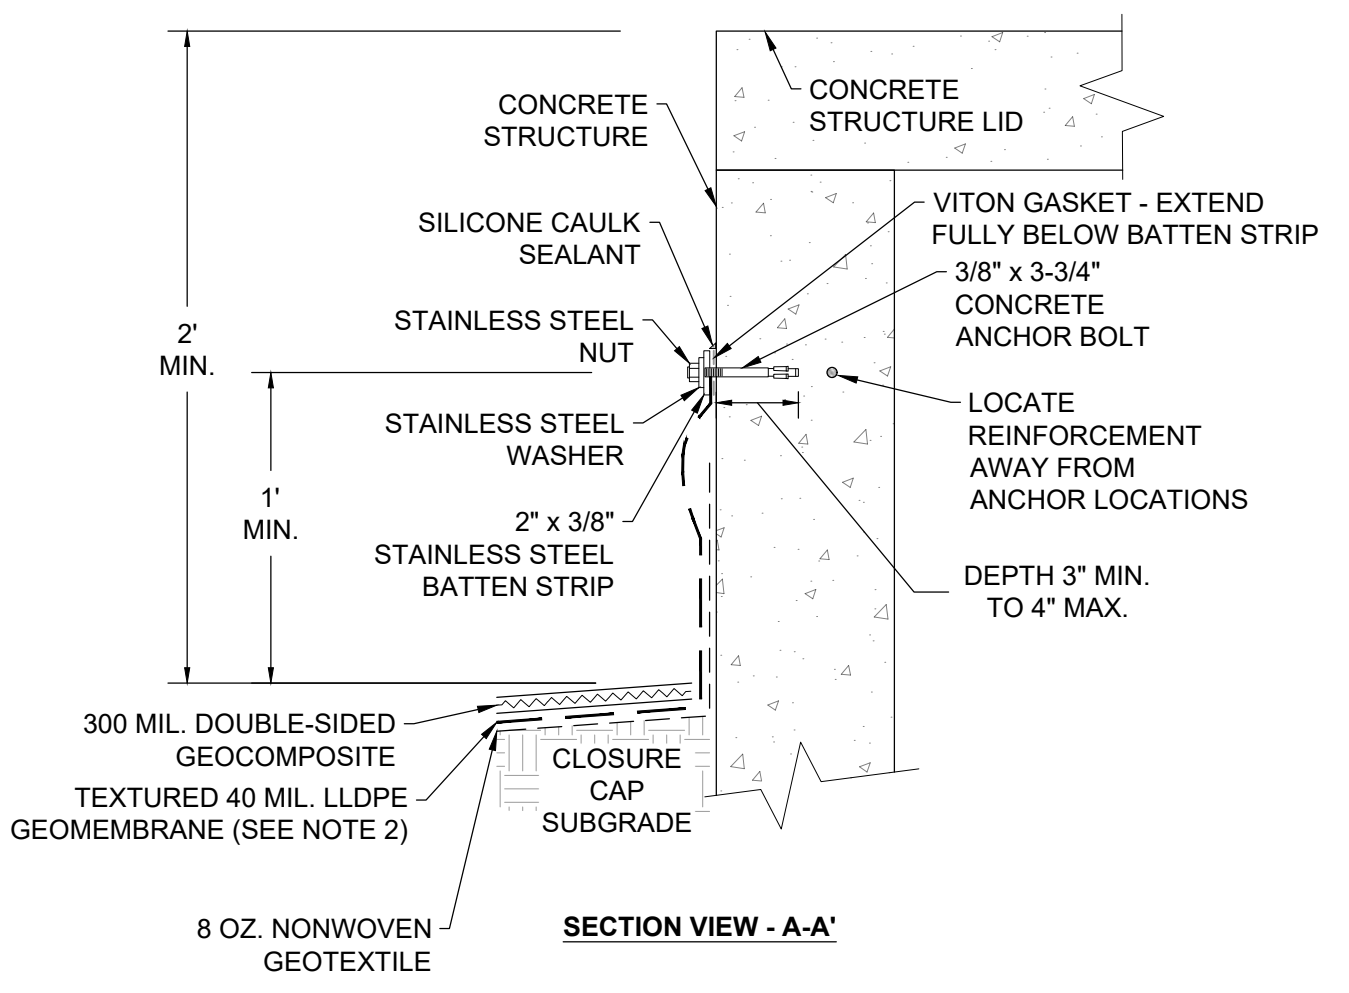 CONCRETE
STRUCTURE LID
CONCRETE
STRUCTURE
VITON GASKET - EXTEND
FULLY BELOW BATTEN STRIP
SILICONE CAULK
SEALANT
3/8" x 3-3/4"
CONCRETE
ANCHOR BOLT
STAINLESS STEEL
NUT
2'
MIN.
LOCATE
REINFORCEMENT
AWAY FROM
ANCHOR LOCATIONS
STAINLESS STEEL
WASHER
1'
MIN.
2" x 3/8"
STAINLESS STEEL
BATTEN STRIP
DEPTH 3" MIN.
TO 4" MAX.
300 MIL. DOUBLE-SIDED
GEOCOMPOSITE
CLOSURE
CAP
SUBGRADE
TEXTURED 40 MIL. LLDPE
GEOMEMBRANE (SEE NOTE 2)
8 OZ. NONWOVEN
GEOTEXTILE
SECTION VIEW - A-A'